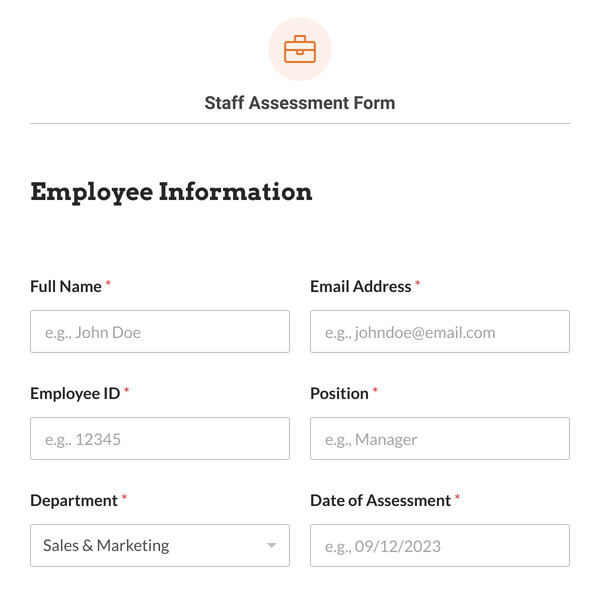 Staff Assessment Form
Employee Information
Full Name *
Email Address *
e.g., John Doe
e.g., johndoe@email.com
Employee ID *
Position *
e.g.. 12345
e.g., Manager
Department *
Date of Assessment *
Sales & Marketing
e.g., 09/12/2023